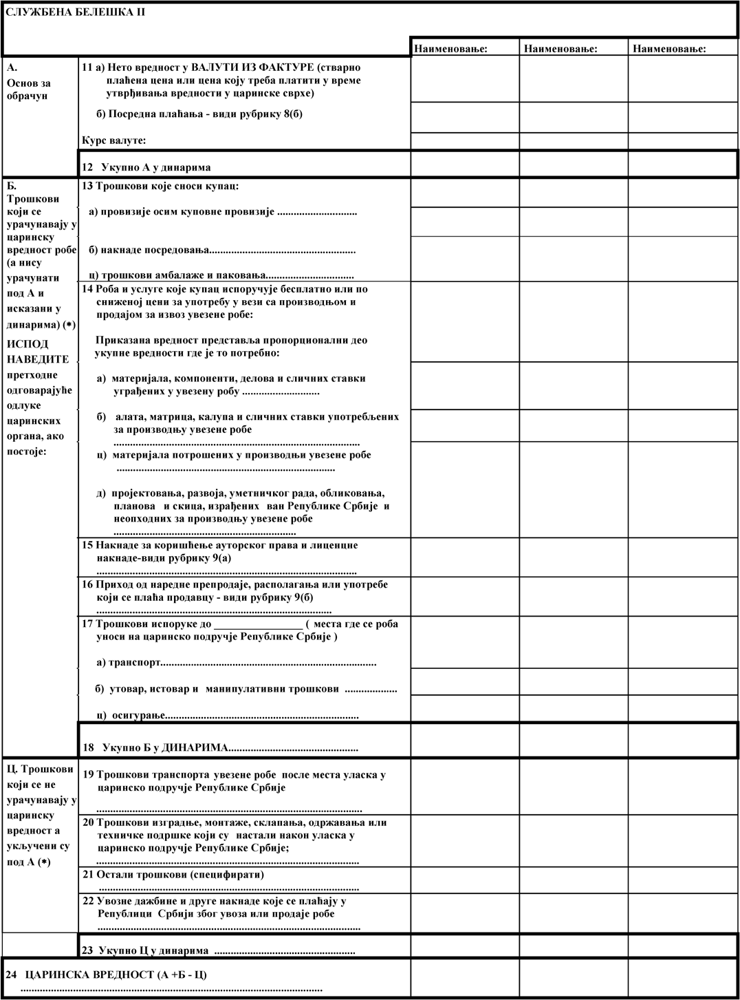 СЛУЖБЕНА БЕЛЕШКА II
Наименовање: Наименовање: Наименовање:
А.
Основ за
обрачун
11 а) Нето вредност у ВАЛУТИ ИЗ ФАКТУРЕ (стварно
плаћена цена или цена коју треба платити у време
утврђивања вредности у царинске сврхе)
б) Посредна плаћања - види рубрику 8(б)
Курс валуте:
12 Укупно А у динарима
Б.
Трошкови
који се
урачунавају у
царинску
вредност робе
(а нису
урачунати
под А и
исказани у
динарима) (*)
ИСПОД
НАВЕДИТЕ
претходне
одговарајуће
одлуке
царинских
органа, ако
постоје:
13 Трошкови које сноси купац:
а) провизије осим куповне провизије .............................
б) накнаде посредовања.....................................................
ц) трошкови амбалаже и паковања................................
14 Роба и услуге које купац испоручује бесплатно или по
сниженој цени за употребу у вези са производњом и
продајом за извоз увезене робе:
Приказана вредност представља пропорционални део
укупне вредности где је то потребно:
а) материјала, компоненти, делова и сличних ставки
уграђених у увезену робу ............................
б) алата, матрица, калупа и сличних ставки употребљених
за производњу увезене робе
.........................................................................................
ц) материјала потрошених у производњи увезене робе
...............................................................................
д) пројектовања, развоја, уметничког рада, обликовања,
планова и скица, израђених ван Републике Србије и
неопходних за производњу увезене робе
..................................................................
15 Накнаде за коришћење ауторског права и лиценцне
накнаде-види рубрику 9(а)
..............................................................................................
16 Приход од наредне препродаје, располагања или употребе
који се плаћа продавцу - види рубрику 9(б)
.....................................................................................
17 Трошкови испоруке до ________________ ( места где се роба
уноси на царинско подручје Републике Србије )
а) транспорт..............................................................................
б) утовар, истовар и манипулативни трошкови ...................
ц) осигурање......................................................................
18 Укупно Б у ДИНАРИМА...............................................
Ц. Трошкови
који се не
урачунавају у
царинску
вредност а
укључени су
под А (*)
19 Трошкови транспорта увезене робе после места уласка у
царинско подручје Републике Србије
................................................................................................
20 Трошкови изградње, монтаже, склапања, одржавања или
техничке подршке који су настали након уласка у
царинско подручје Републике Србије;
...............................................................................................
21 Остали трошкови (специфирати)
..............................................................................................
22 Увозне дажбине и друге накнаде које се плаћају у
Републици Србији због увоза или продаје робе
...............................................................................................
23 Укупно Ц у динарима ...................................................
24 ЦАРИНСКА ВРЕДНОСТ (А +Б - Ц)
.............................................................................................................